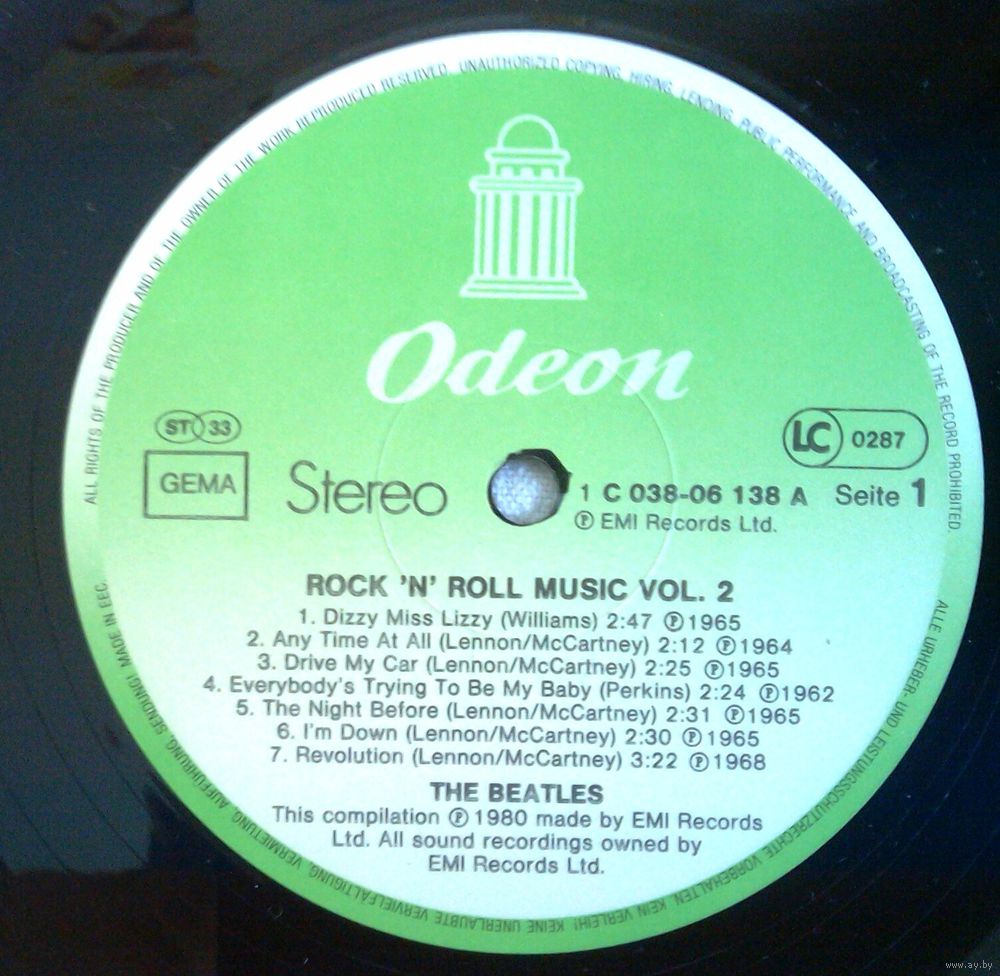 ALL RIGHTS OF THE PRODUCER AND OF THE OWNER OF THE WORK REPRODUCED RESERVED. UNAUTHORIZED COPYING, HIRING, LENDING, PUBLIC PERFORMANCE AND BROADCASTING OF THE RECORD PROHIBITED.
Odeon
ST 33
LC 0287
GEMA
Stereo
1 C 038-06 138 A Seite 1
℗ EMI Records Ltd.
ROCK 'N' ROLL MUSIC VOL. 2
1. Dizzy Miss Lizzy (Williams) 2:47 ℗ 1965
2. Any Time At All (Lennon/McCartney) 2:12 ℗ 1964
3. Drive My Car (Lennon/McCartney) 2:25 ℗ 1965
4. Everybody's Trying To Be My Baby (Perkins) 2:24 ℗ 1962
5. The Night Before (Lennon/McCartney) 2:31 ℗ 1965
6. I'm Down (Lennon/McCartney) 2:30 ℗ 1965
7. Revolution (Lennon/McCartney) 3:22 ℗ 1968
THE BEATLES
This compilation ℗ 1980 made by EMI Records
Ltd. All sound recordings owned by
EMI Records Ltd.
ALLE URHEBER- UND LEISTUNGSSCHUTZRECHTE VORBEHALTEN. KEIN VERLEIH! KEINE UNERLAUBTE VERVIELFÄLTIGUNG, VERMIETUNG, AUFFÜHRUNG, SENDUNG! MADE IN EEC.
www.ay.by